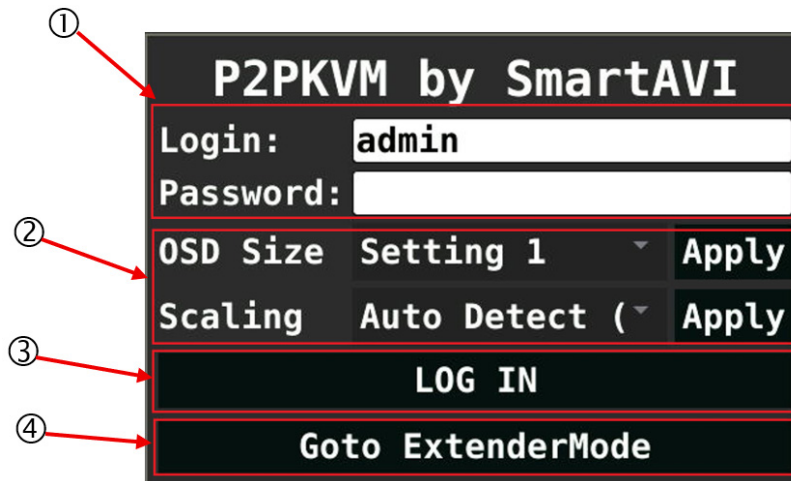 ①
P2PKVM by SmartAVI
Login: admin
Password:
②
OSD Size Setting 1 Apply
Scaling Auto Detect ( Apply
③
LOG IN
④
Goto ExtenderMode